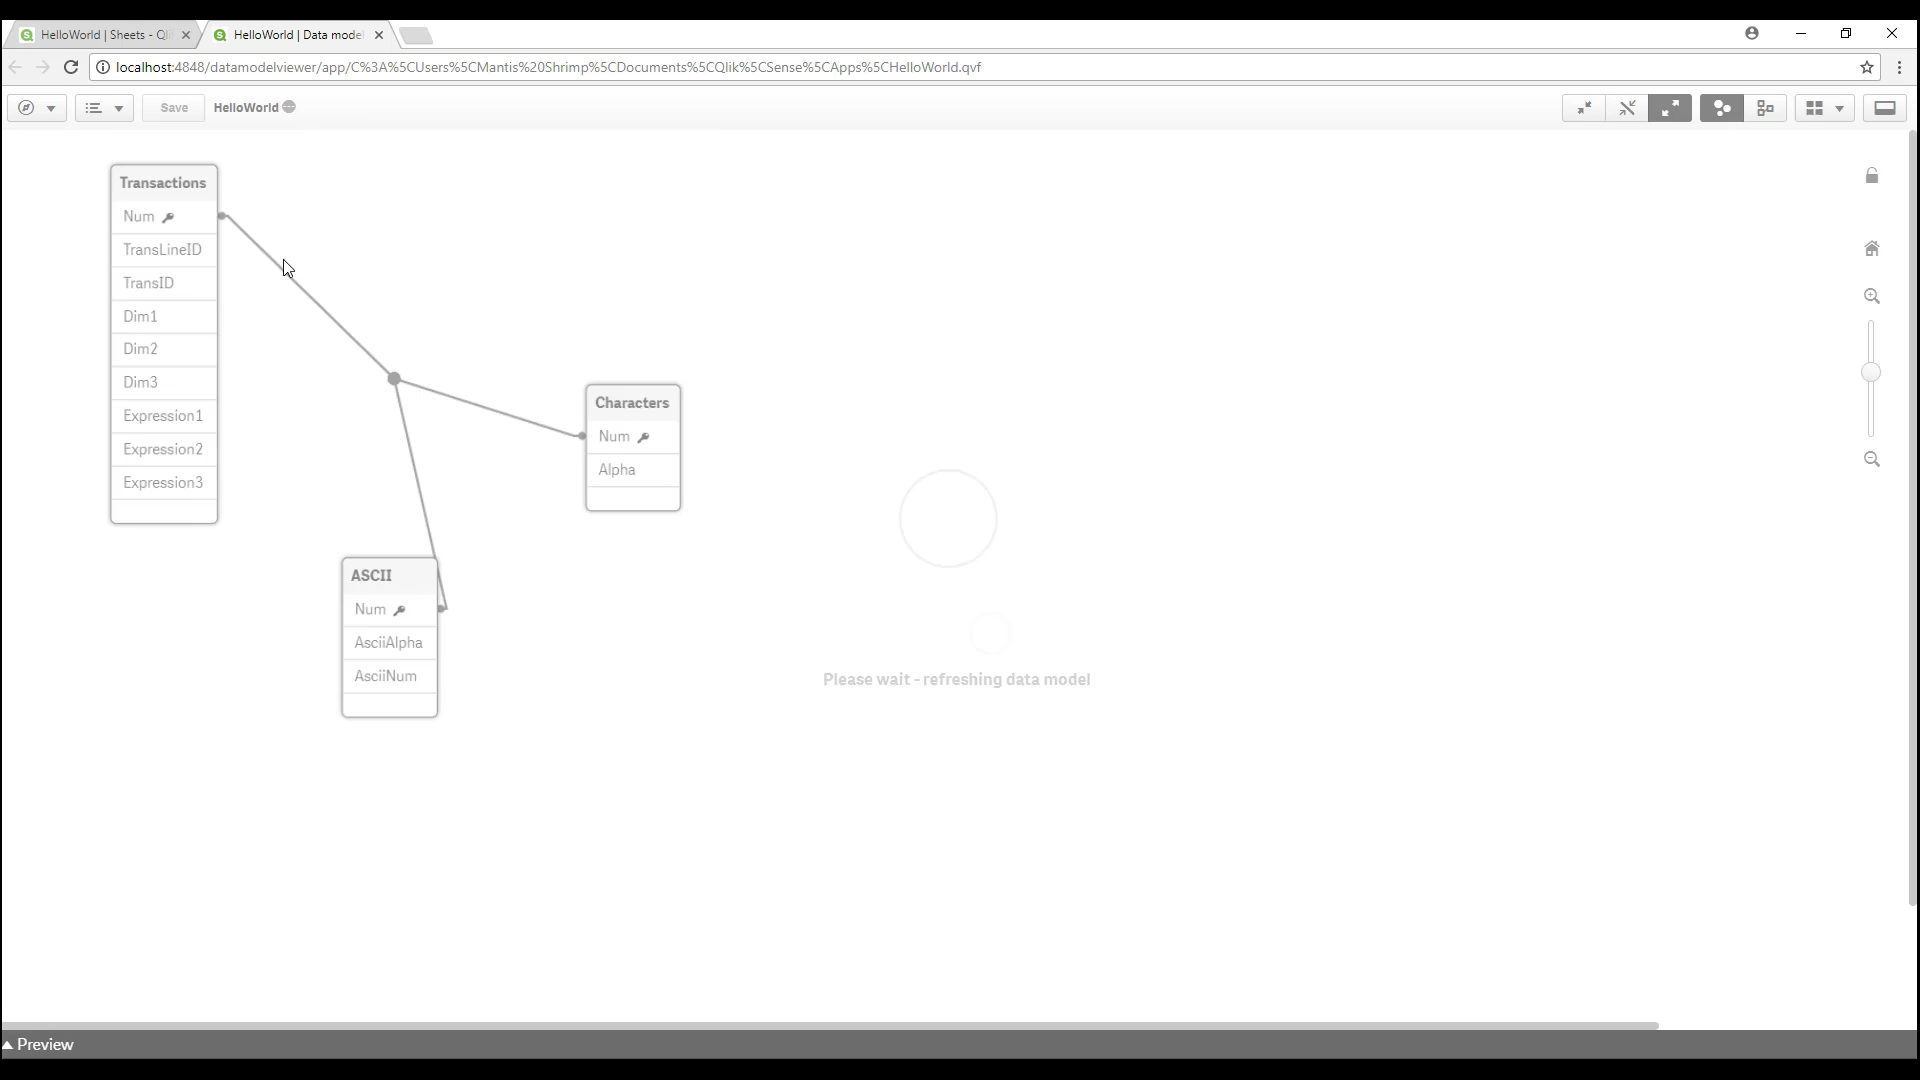 HelloWorld | Sheets - Qli
HelloWorld | Data model
localhost:4848/datamodelviewer/app/C%3A%5CUsers%5CMantis%20Shrimp%5CDocuments%5CQlik%5CSense%5CApps%5CHelloWorld.qvf
Save
HelloWorld
Transactions
Num
TransLineID
TransID
Dim1
Dim2
Dim3
Expression1
Expression2
Expression3
Characters
Num
Alpha
ASCII
Num
AsciiAlpha
AsciiNum
Please wait - refreshing data model
Preview